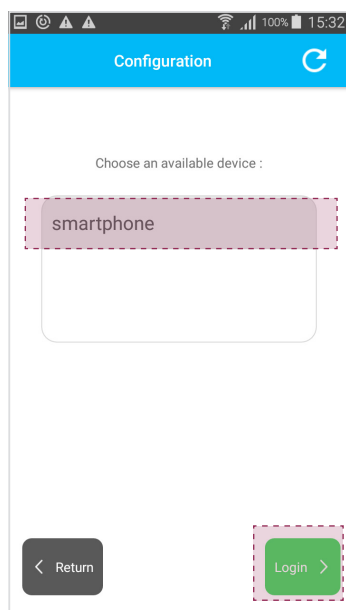 100% 15:32
Configuration
Choose an available device :
smartphone
Return
Login